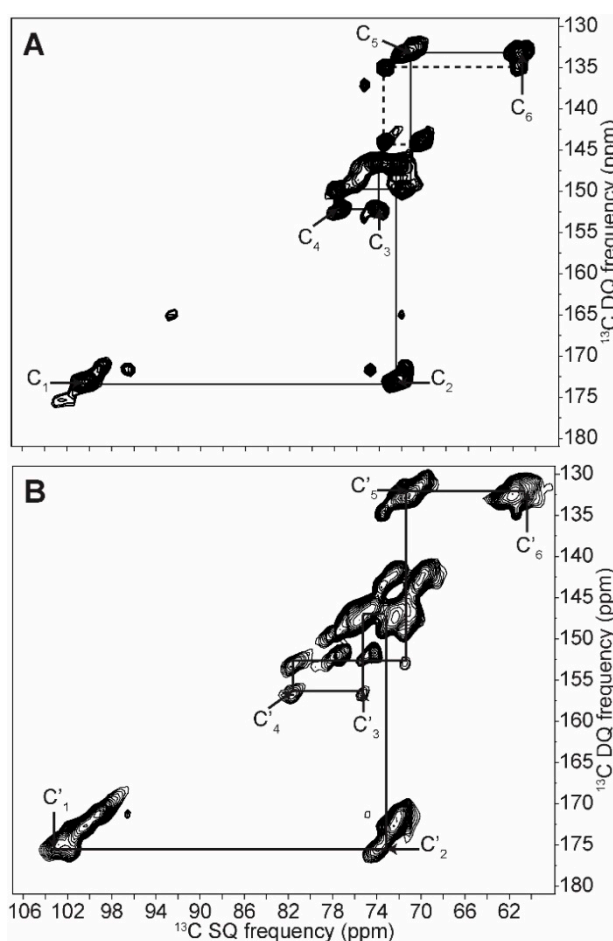 A
C₅
C₆
C₄
C₃
C₁
C₂
130
135
140
145
150
155
160
165
170
175
180
¹³C DQ frequency (ppm)
B
C'₅
C'₆
C'₄
C'₃
C'₁
C'₂
130
135
140
145
150
155
160
165
170
175
180
¹³C DQ frequency (ppm)
106 102 98 94 90 86 82 78 74 70 66 62
¹³C SQ frequency (ppm)